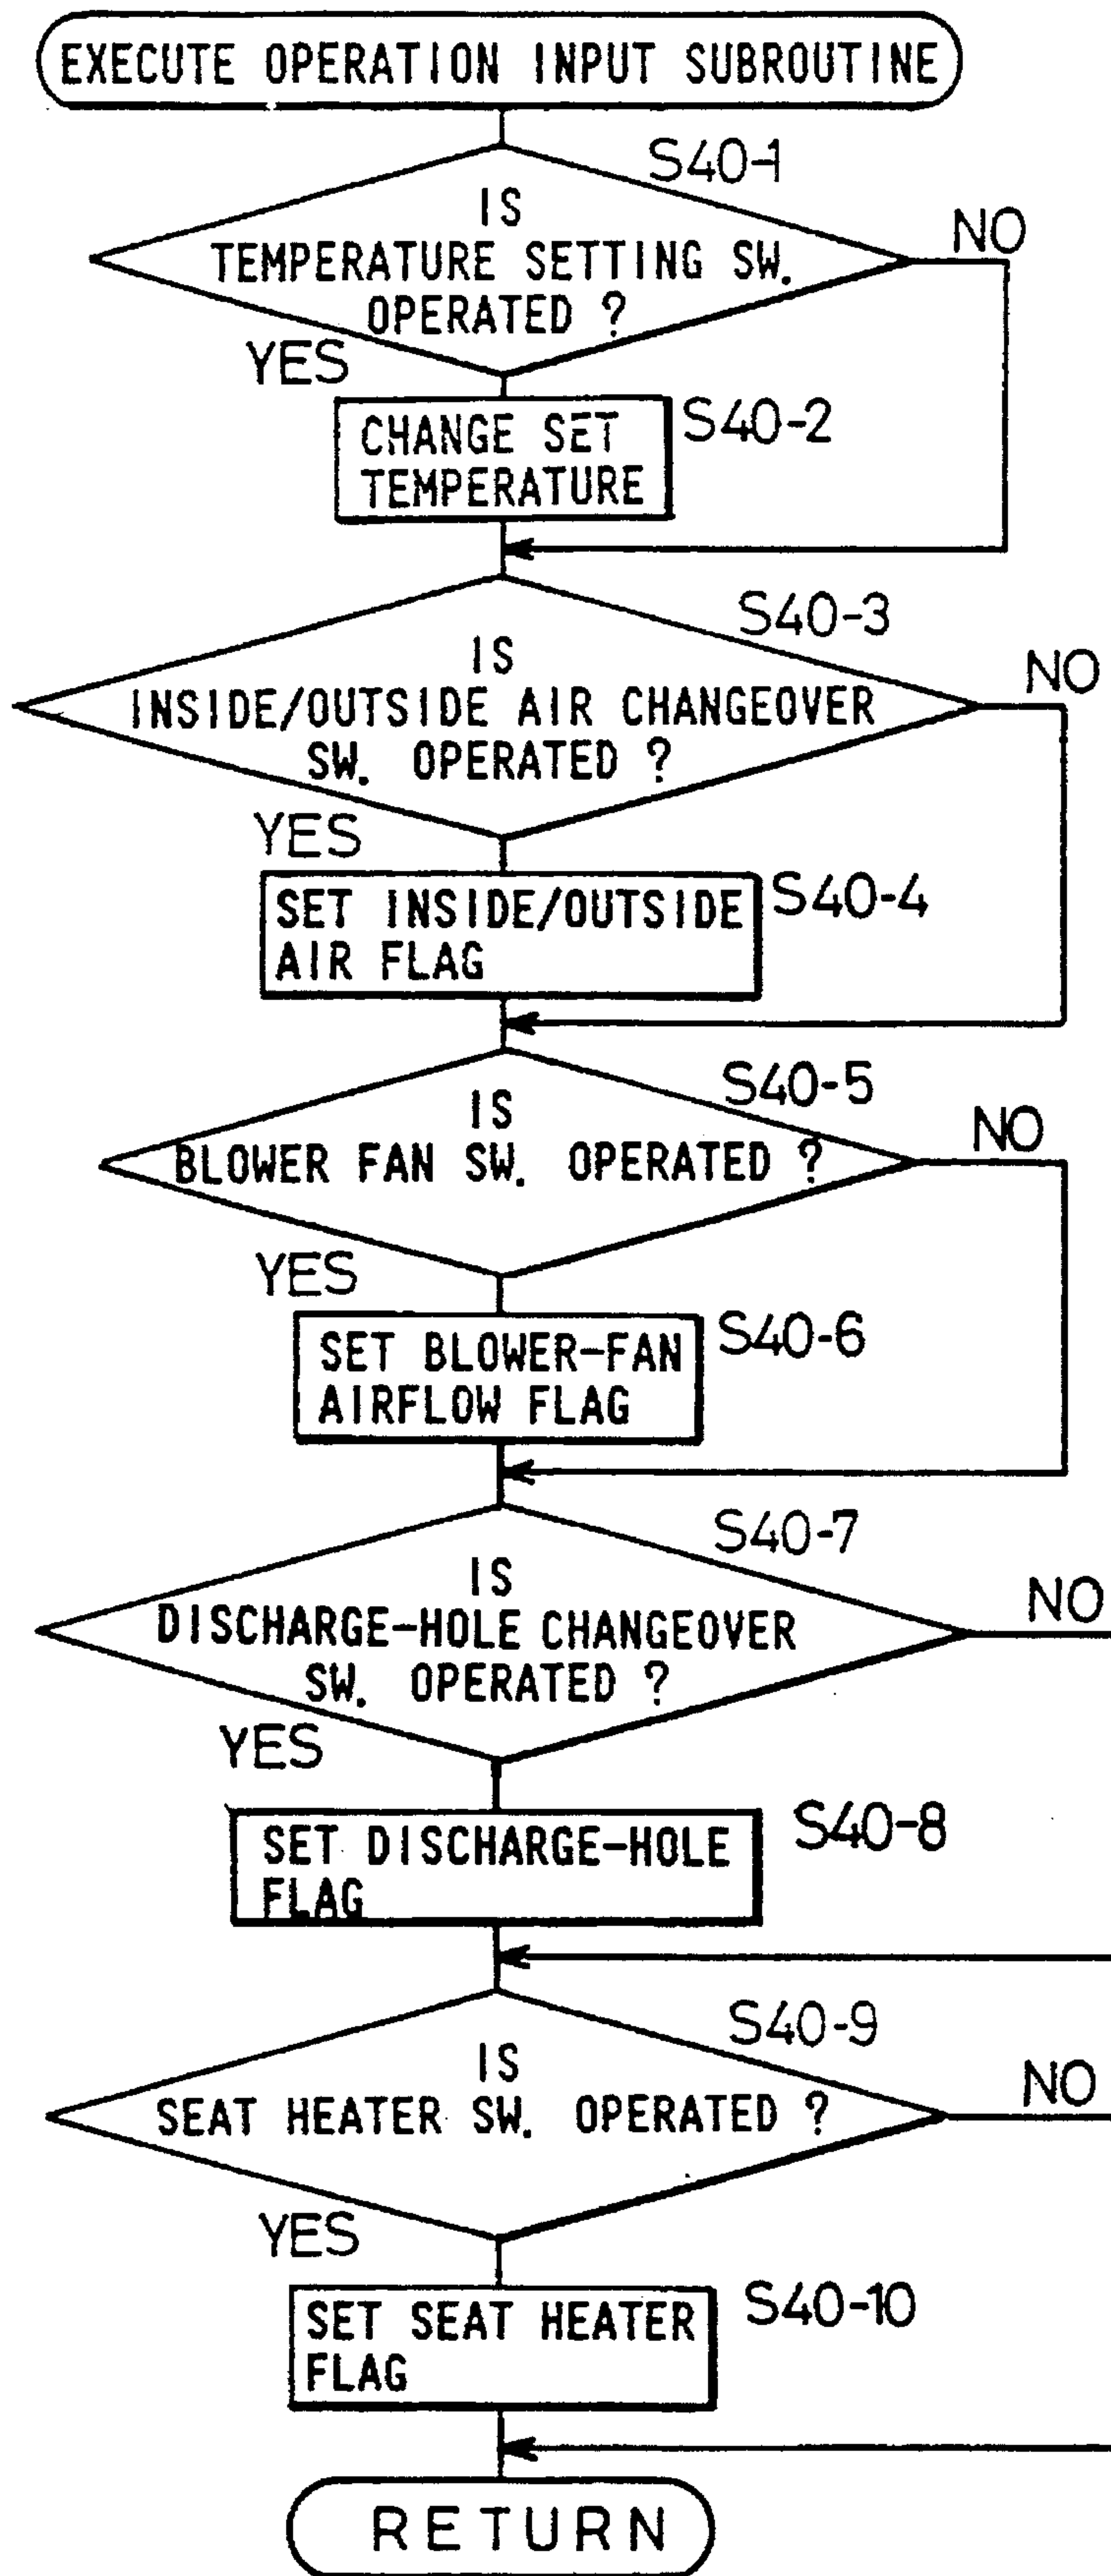 EXECUTE OPERATION INPUT SUBROUTINE
S40-1
IS
TEMPERATURE SETTING SW.
OPERATED ?
NO
YES
CHANGE SET
TEMPERATURE
S40-2
S40-3
IS
INSIDE/OUTSIDE AIR CHANGEOVER
SW. OPERATED ?
NO
YES
SET INSIDE/OUTSIDE
AIR FLAG
S40-4
S40-5
IS
BLOWER FAN SW. OPERATED ?
NO
YES
SET BLOWER-FAN
AIRFLOW FLAG
S40-6
S40-7
IS
DISCHARGE-HOLE CHANGEOVER
SW. OPERATED ?
NO
YES
SET DISCHARGE-HOLE
FLAG
S40-8
S40-9
IS
SEAT HEATER SW. OPERATED ?
NO
YES
SET SEAT HEATER
FLAG
S40-10
RETURN